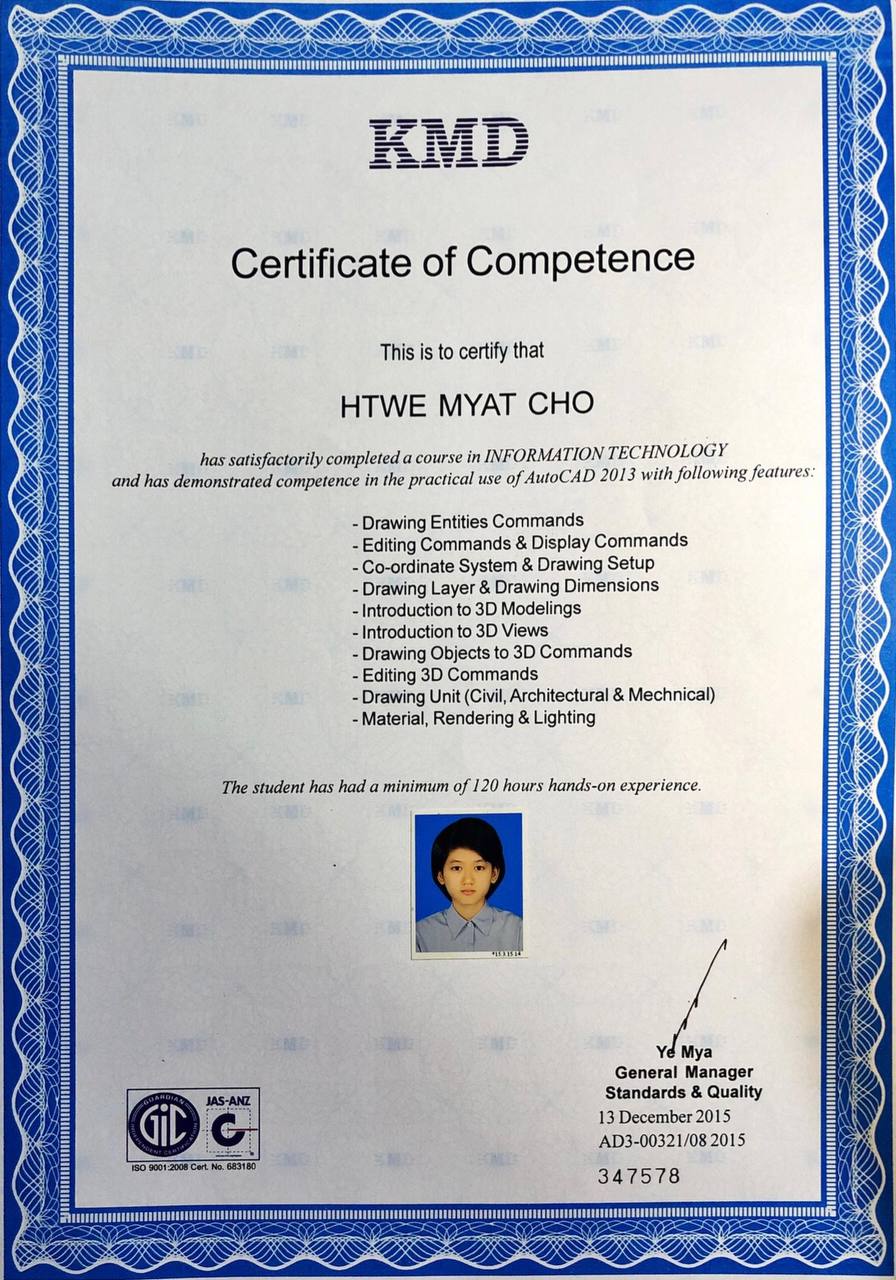 KMD
Certificate of Competence
This is to certify that
HTWE MYAT CHO
has satisfactorily completed a course in INFORMATION TECHNOLOGY
and has demonstrated competence in the practical use of AutoCAD 2013 with following features:
- Drawing Entities Commands
- Editing Commands & Display Commands
- Co-ordinate System & Drawing Setup
- Drawing Layer & Drawing Dimensions
- Introduction to 3D Modelings
- Introduction to 3D Views
- Drawing Objects to 3D Commands
- Editing 3D Commands
- Drawing Unit (Civil, Architectural & Mechnical)
- Material, Rendering & Lighting
The student has had a minimum of 120 hours hands-on experience.
*15.3.15 14
Ye Mya
General Manager
Standards & Quality
13 December 2015
AD3-00321/08 2015
347578
GUARDIAN
GIC
INDEPENDENT CERTIFICATION
JAS-ANZ
C
ISO 9001:2008 Cert. No. 683180